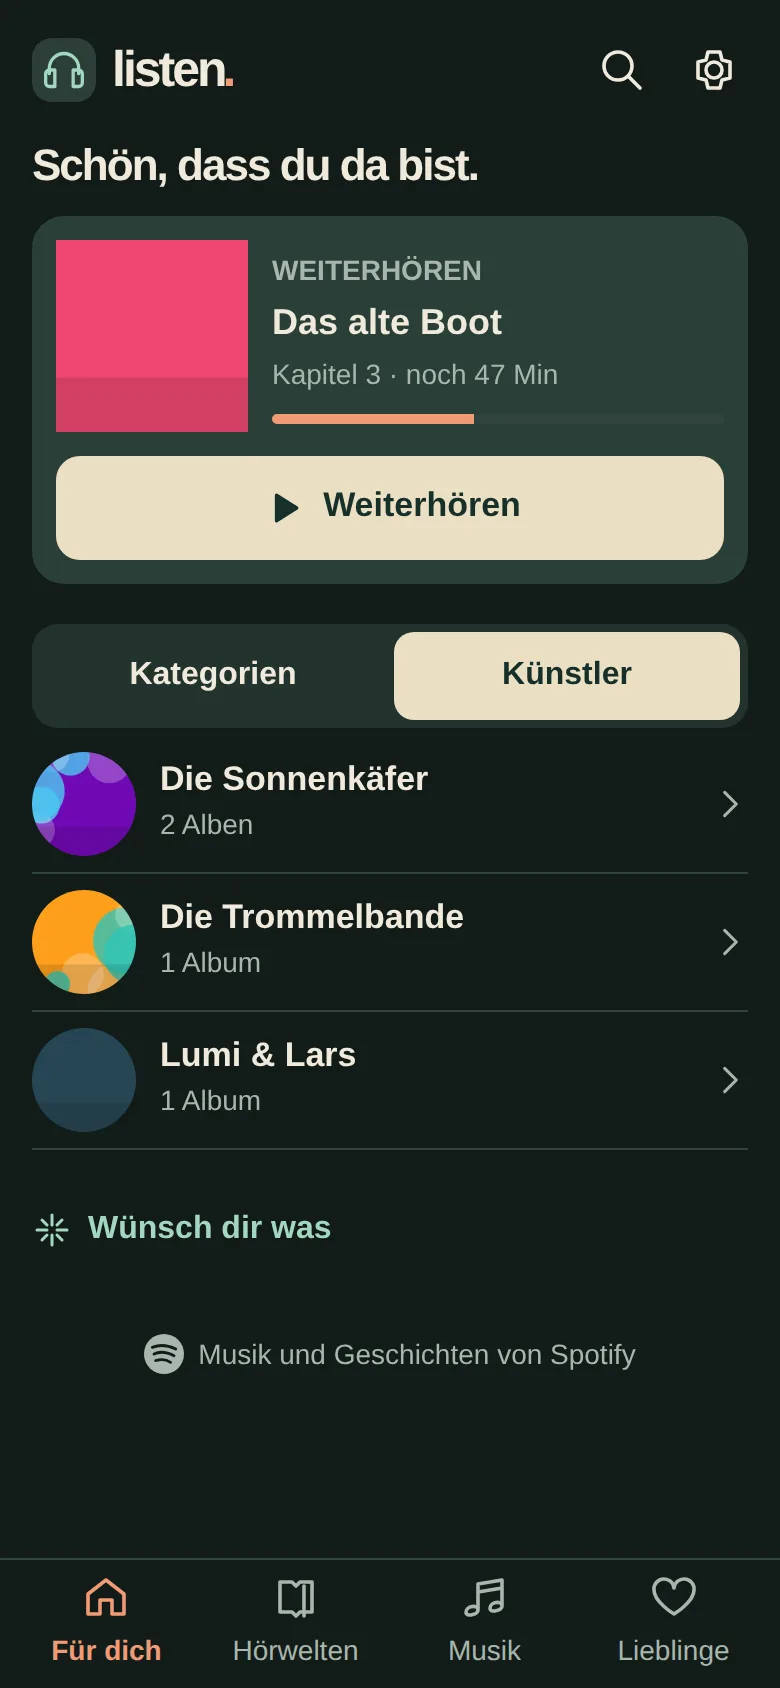 listen.
Schön, dass du da bist.
WEITERHÖREN
Das alte Boot
Kapitel 3 · noch 47 Min
Weiterhören
Kategorien
Künstler
Die Sonnenkäfer
2 Alben
Die Trommelbande
1 Album
Lumi & Lars
1 Album
Wünsch dir was
Musik und Geschichten von Spotify
Für dich
Hörwelten
Musik
Lieblinge